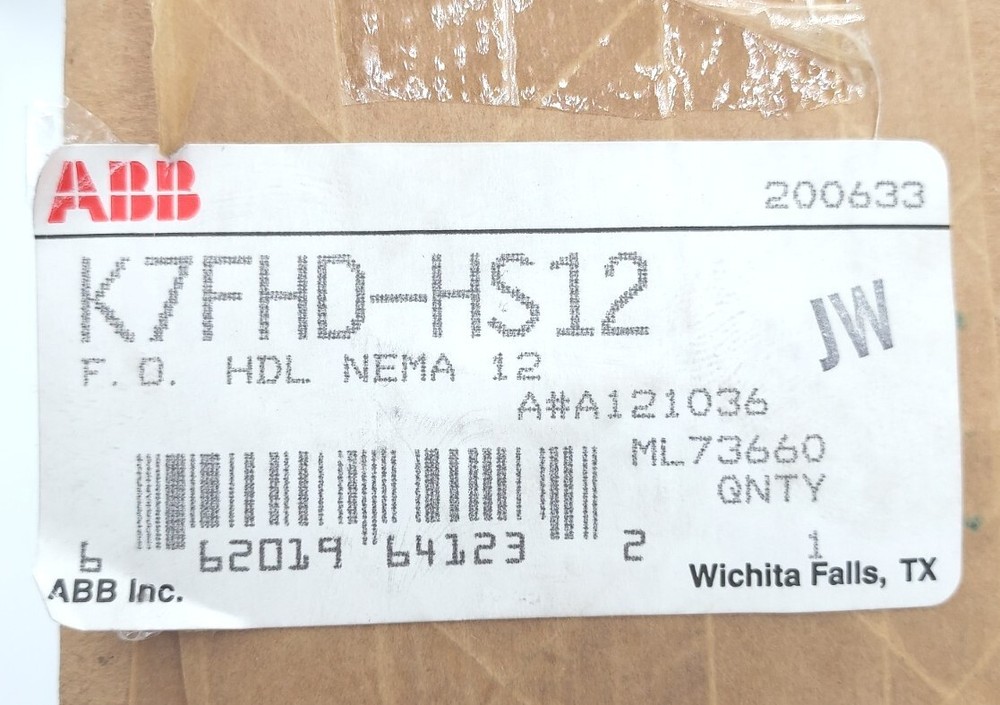 ABB
200633
K7FHD-HS12
JW
F.O. HDL NEMA 12
A#A121036
ML73660
QNTY
1
6 62019 64123 2
ABB Inc.
Wichita Falls, TX